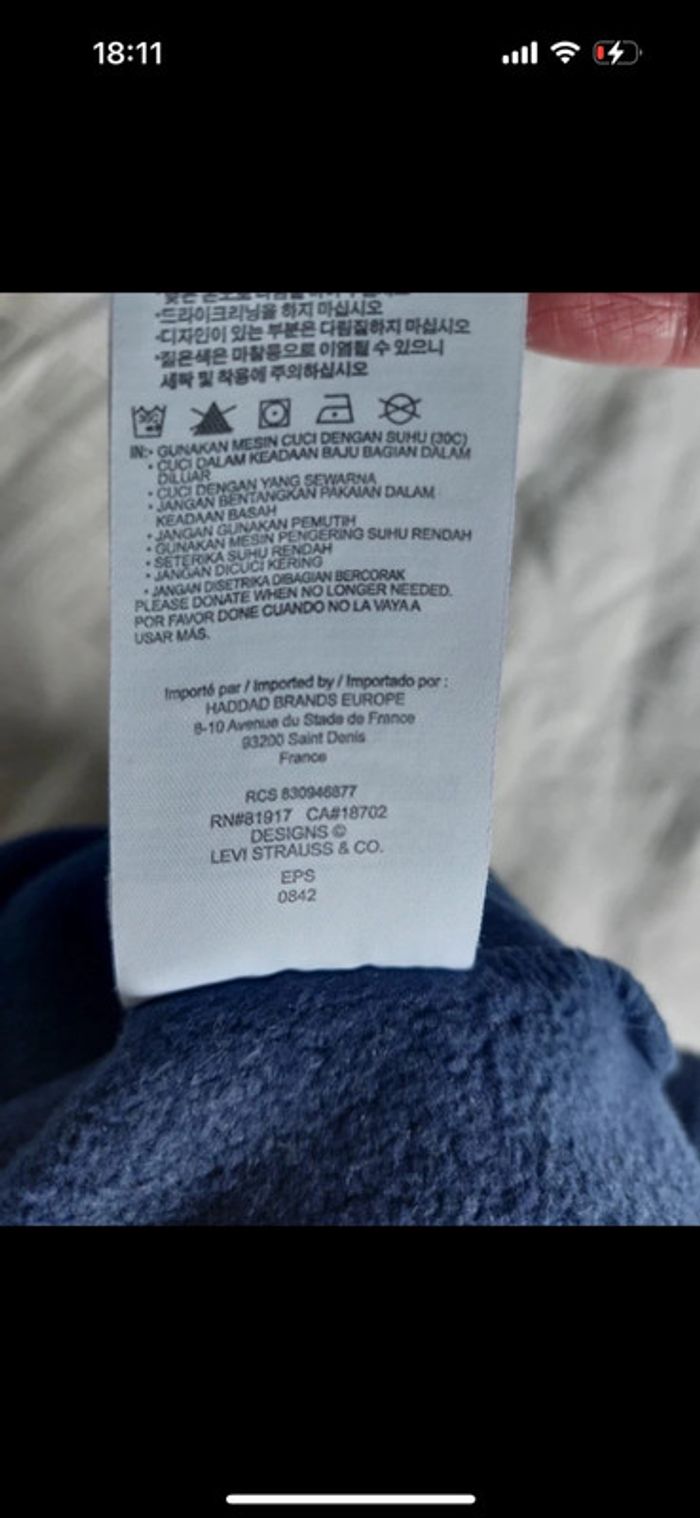 18:11
•드라이크리닝을 하지 마십시오
•디자인이 있는 부분은 다림질하지 마십시오
•짙은색은 마찰등으로 이염될 수 있으니
세탁 및 착용에 주의하십시오
30C
IN:• GUNAKAN MESIN CUCI DENGAN SUHU (30C)
• CUCI DALAM KEADAAN BAJU BAGIAN DALAM
DILUAR
• CUCI DENGAN YANG SEWARNA
• JANGAN BENTANGKAN PAKAIAN DALAM
KEADAAN BASAH
• JANGAN GUNAKAN PEMUTIH
• GUNAKAN MESIN PENGERING SUHU RENDAH
• SETERIKA SUHU RENDAH
• JANGAN DICUCI KERING
• JANGAN DISETRIKA DIBAGIAN BERCORAK
PLEASE DONATE WHEN NO LONGER NEEDED.
POR FAVOR DONE CUANDO NO LA VAYA A
USAR MÁS.
Importé par / Imported by / Importado por :
HADDAD BRANDS EUROPE
8-10 Avenue du Stade de France
93200 Saint Denis
France
RCS 830946877
RN#81917 CA#18702
DESIGNS ©
LEVI STRAUSS & CO.
EPS
0842